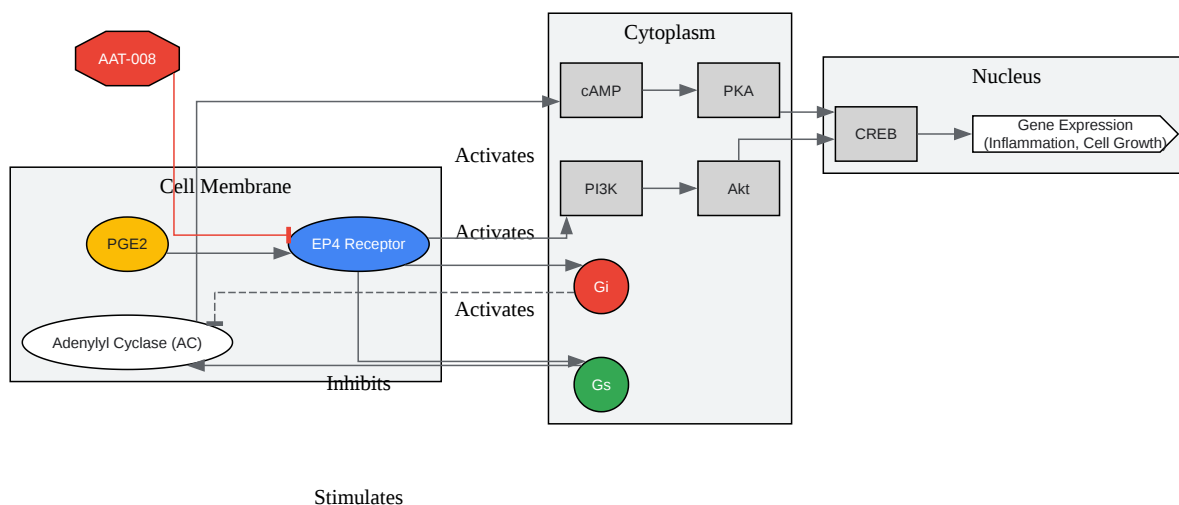 Cytoplasm
AAT-008
Nucleus
cAMP
PKA
Gene Expression
(Inflammation, Cell Growth)
CREB
Activates
Cell Membrane
PI3K
Akt
Activates
PGE2
EP4 Receptor
Gi
Activates
Adenylyl Cyclase (AC)
Inhibits
Gs
Stimulates